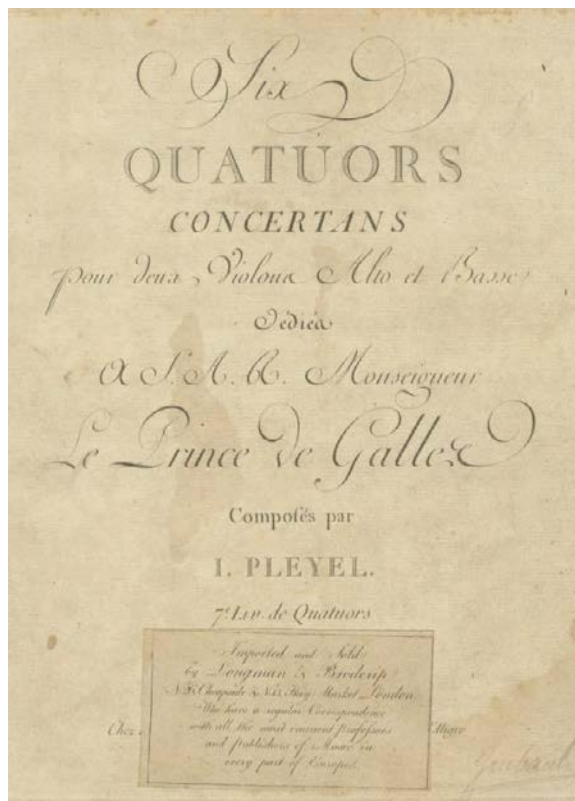 Six
QUATUORS
CONCERTANS
pour deux Violons Alto et Basse
Dediés
A S. A. R. Monseigneur
Le Prince de Galles
Composés par
I. PLEYEL.
7e. Liv. de Quatuors
Imported and Sold
by Longman & Broderip
No. 26 Cheapside & No. 13 Hay Market London
Who have a regular Correspondence
with all the most eminent professors
and publishers of Music in
every part of Europe.
Chez